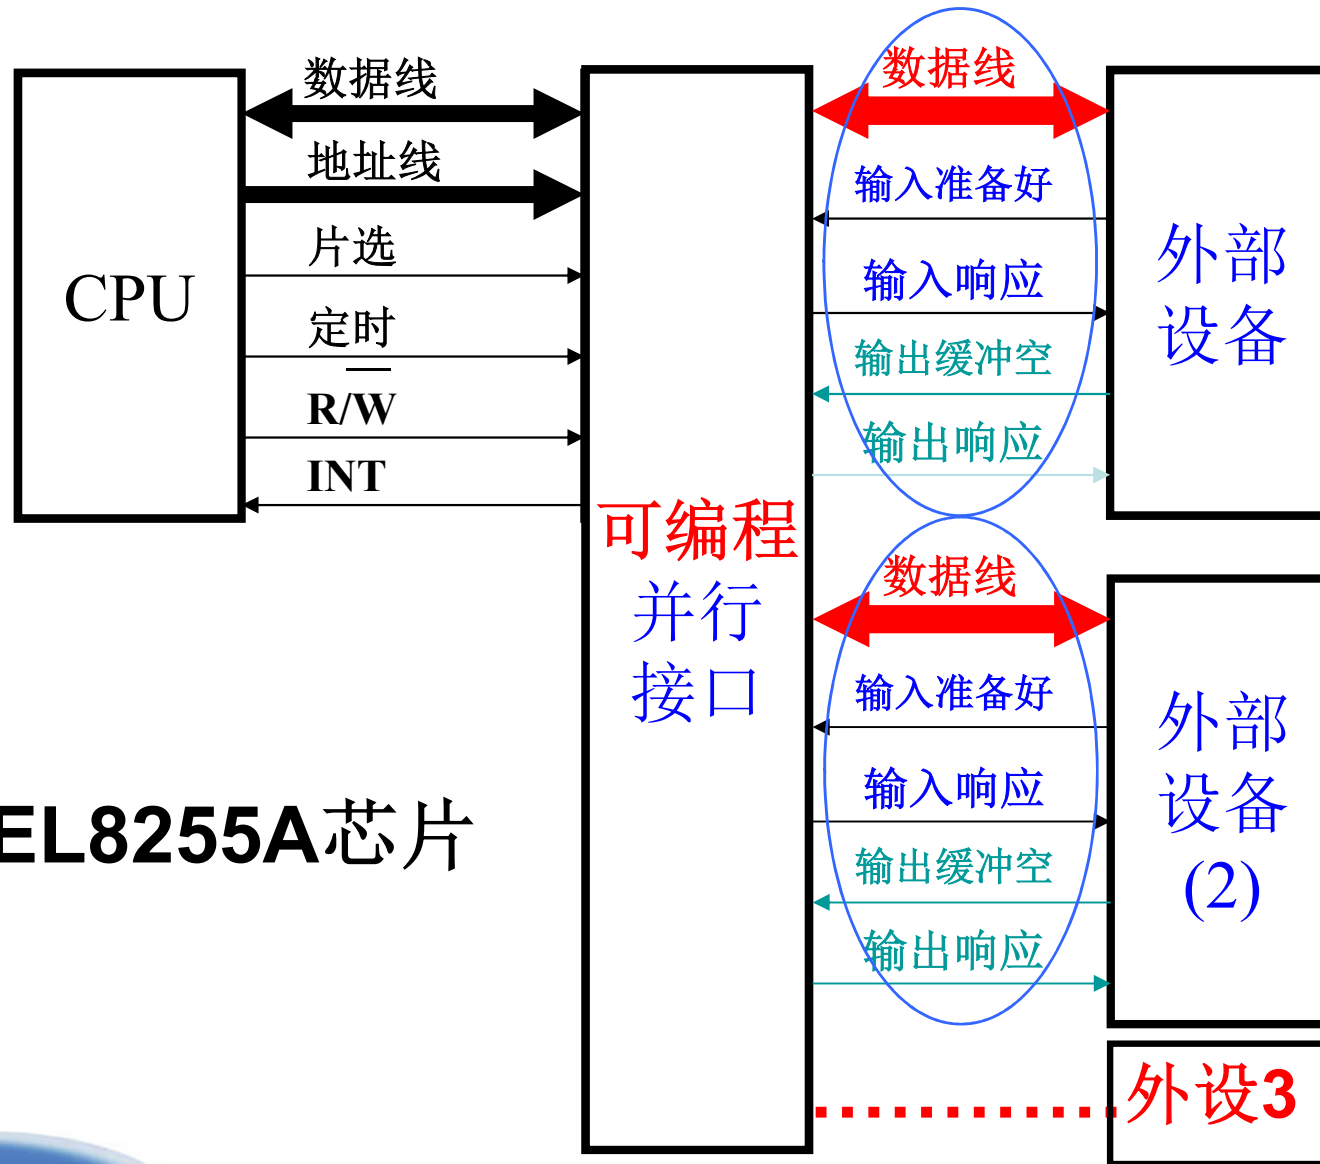 数据线
地址线
片选
定时
R/W̅
INT
CPU
可编程
并行
接口
数据线
输入准备好
输入响应
输出缓冲空
输出响应
外部
设备
数据线
输入准备好
输入响应
输出缓冲空
输出响应
外部
设备
(2)
外设3
EL8255A芯片